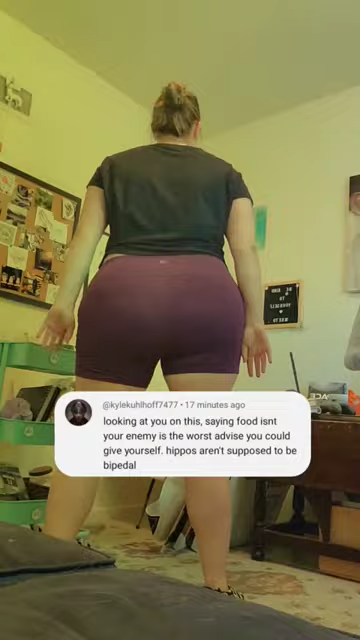 @kylekuhlhoff7477 • 17 minutes ago
looking at you on this, saying food isnt
your enemy is the worst advise you could
give yourself. hippos aren't supposed to be
bipedal